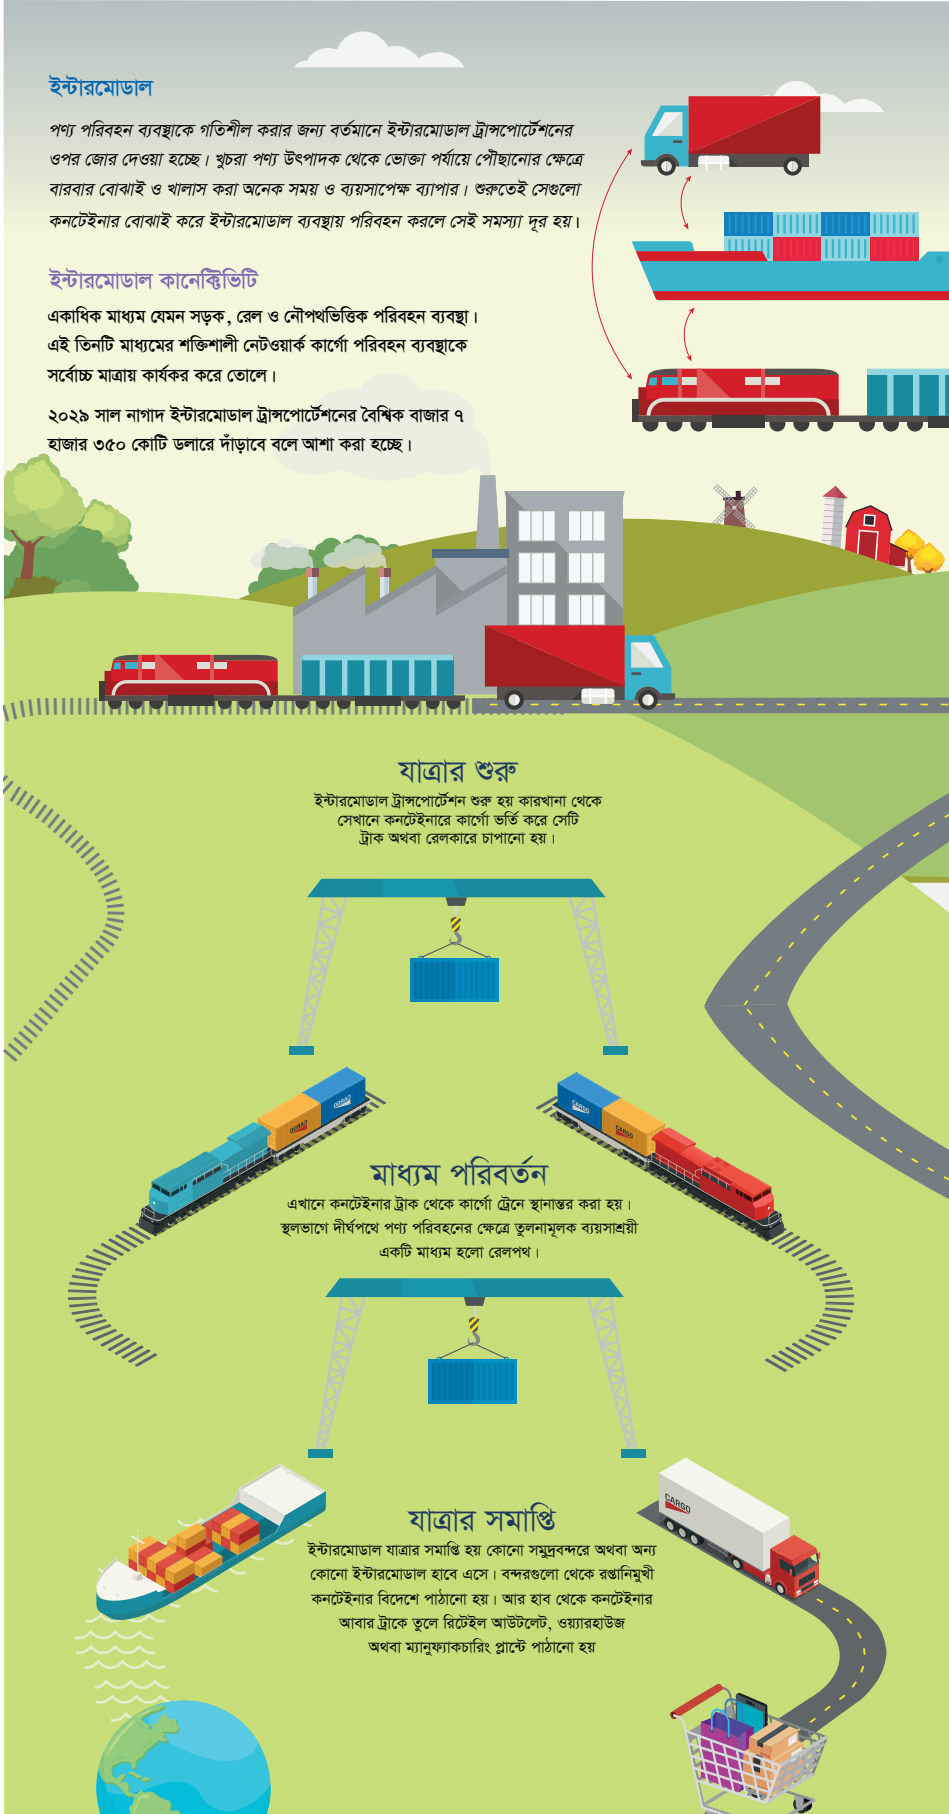 ইন্টারমোডাল
পণ্য পরিবহন ব্যবস্থাকে গতিশীল করার জন্য বর্তমানে ইন্টারমোডাল ট্রান্সপোর্টেশনের
ওপর জোর দেওয়া হচ্ছে। খুচরা পণ্য উৎপাদক থেকে ভোক্তা পর্যায়ে পৌঁছানোর ক্ষেত্রে
বারবার বোঝাই ও খালাস করা অনেক সময় ও ব্যয়সাপেক্ষ ব্যাপার। শুরুতেই সেগুলো
কনটেইনার বোঝাই করে ইন্টারমোডাল ব্যবস্থায় পরিবহন করলে সেই সমস্যা দূর হয়।
ইন্টারমোডাল কানেক্টিভিটি
একাধিক মাধ্যম যেমন সড়ক, রেল ও নৌপথভিত্তিক পরিবহন ব্যবস্থা।
এই তিনটি মাধ্যমের শক্তিশালী নেটওয়ার্ক কার্গো পরিবহন ব্যবস্থাকে
সর্বোচ্চ মাত্রায় কার্যকর করে তোলে।
২০২৯ সাল নাগাদ ইন্টারমোডাল ট্রান্সপোর্টেশনের বৈশ্বিক বাজার ৭
হাজার ৩৫০ কোটি ডলারে দাঁড়াবে বলে আশা করা হচ্ছে।
যাত্রার শুরু
ইন্টারমোডাল ট্রান্সপোর্টেশন শুরু হয় কারখানা থেকে
সেখানে কনটেইনারে কার্গো ভর্তি করে সেটি
ট্রাক অথবা রেলকারে চাপানো হয়।
CARGO
CARGO
CARGO
CARGO
মাধ্যম পরিবর্তন
এখানে কনটেইনার ট্রাক থেকে কার্গো ট্রেনে স্থানান্তর করা হয়।
স্থলভাগে দীর্ঘপথে পণ্য পরিবহনের ক্ষেত্রে তুলনামূলক ব্যয়সাশ্রয়ী
একটি মাধ্যম হলো রেলপথ।
CARGO
যাত্রার সমাপ্তি
ইন্টারমোডাল যাত্রার সমাপ্তি হয় কোনো সমুদ্রবন্দরে অথবা অন্য
কোনো ইন্টারমোডাল হাবে এসে। বন্দরগুলো থেকে রপ্তানিমুখী
কনটেইনার বিদেশে পাঠানো হয়। আর হাব থেকে কনটেইনার
আবার ট্রাকে তুলে রিটেইল আউটলেট, ওয়্যারহাউজ
অথবা ম্যানুফ্যাকচারিং প্লান্টে পাঠানো হয়